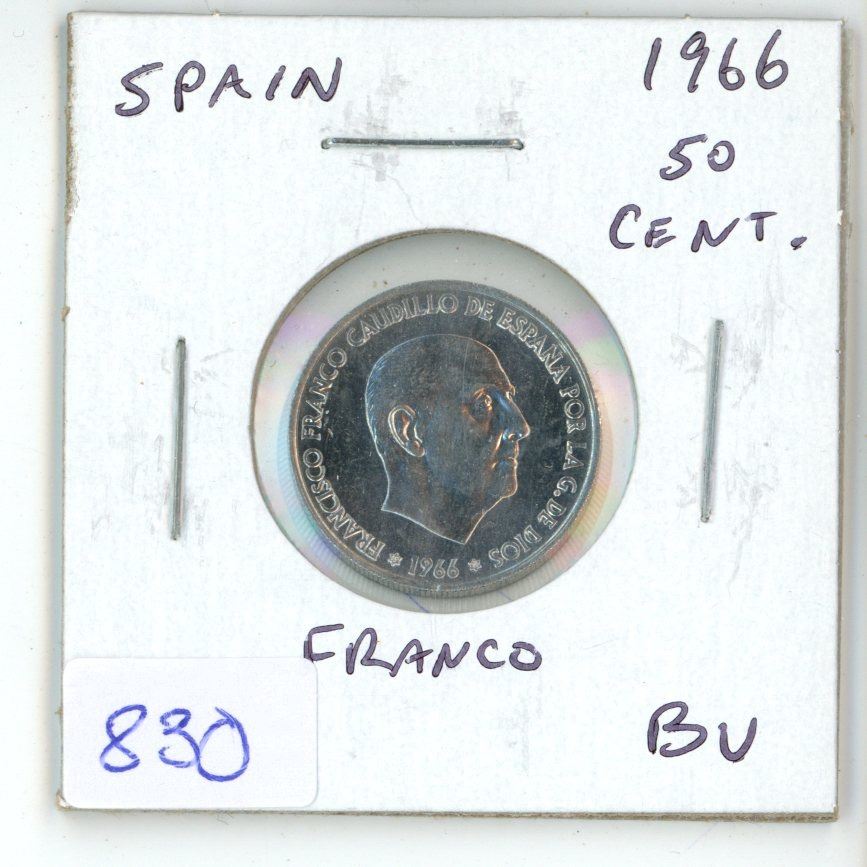 SPAIN
1966
50
CENT.
FRANCISCO FRANCO CAUDILLO DE ESPAÑA POR LA G. DE DIOS
* 1966 *
FRANCO
830
BU